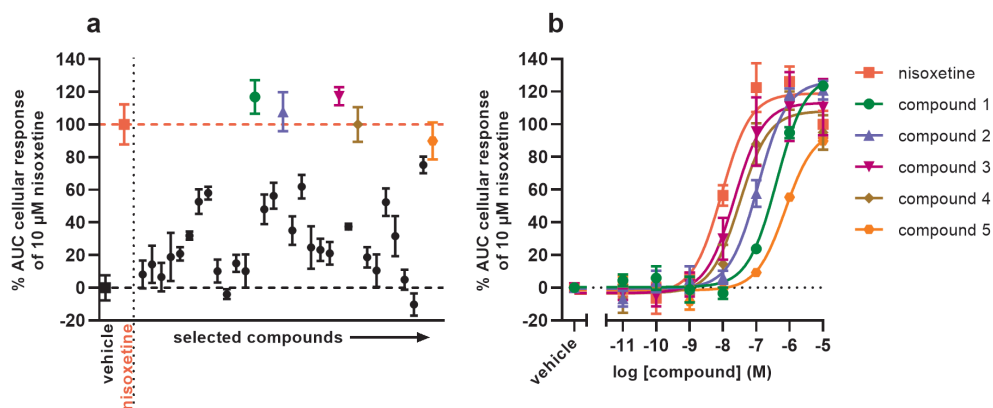 a
% AUC cellular response
of 10 µM nisoxetine
140
120
100
80
60
40
20
0
-20
vehicle
nisoxetine
selected compounds
b
% AUC cellular response
of 10 µM nisoxetine
140
120
100
80
60
40
20
0
-20
vehicle
-11
-10
-9
-8
-7
-6
-5
log [compound] (M)
nisoxetine
compound 1
compound 2
compound 3
compound 4
compound 5